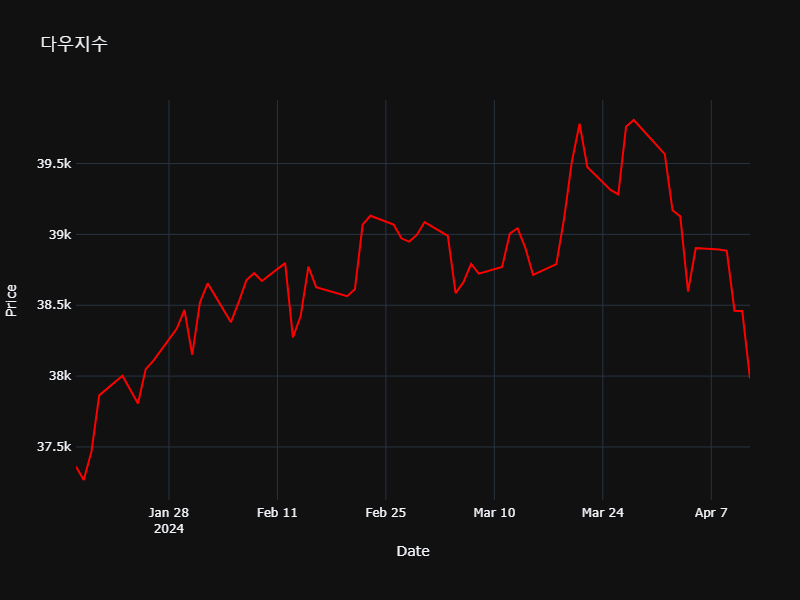 다우지수
39.5k
39k
38.5k
38k
37.5k
Price
Jan 28
2024
Feb 11
Feb 25
Mar 10
Mar 24
Apr 7
Date